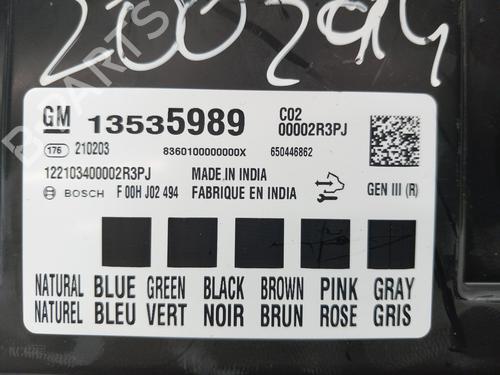 200394
GM 13535989 C02
00002R3PJ
176 210203 8360100000000X 650446862
122103400002R3PJ MADE IN INDIA
BOSCH F 00H J02 494 FABRIQUE EN INDIA GEN III (R)
NATURAL BLUE GREEN BLACK BROWN PINK GRAY
NATUREL BLEU VERT NOIR BRUN ROSE GRIS